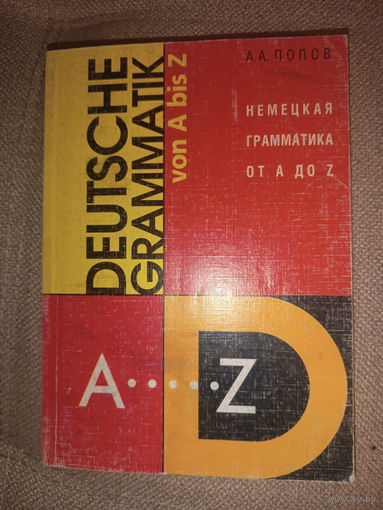 А.А. ПОПОВ
DEUTSCHE
GRAMMATIK
von A bis Z
НЕМЕЦКАЯ
ГРАММАТИКА
ОТ А ДО Z
A.....Z
D